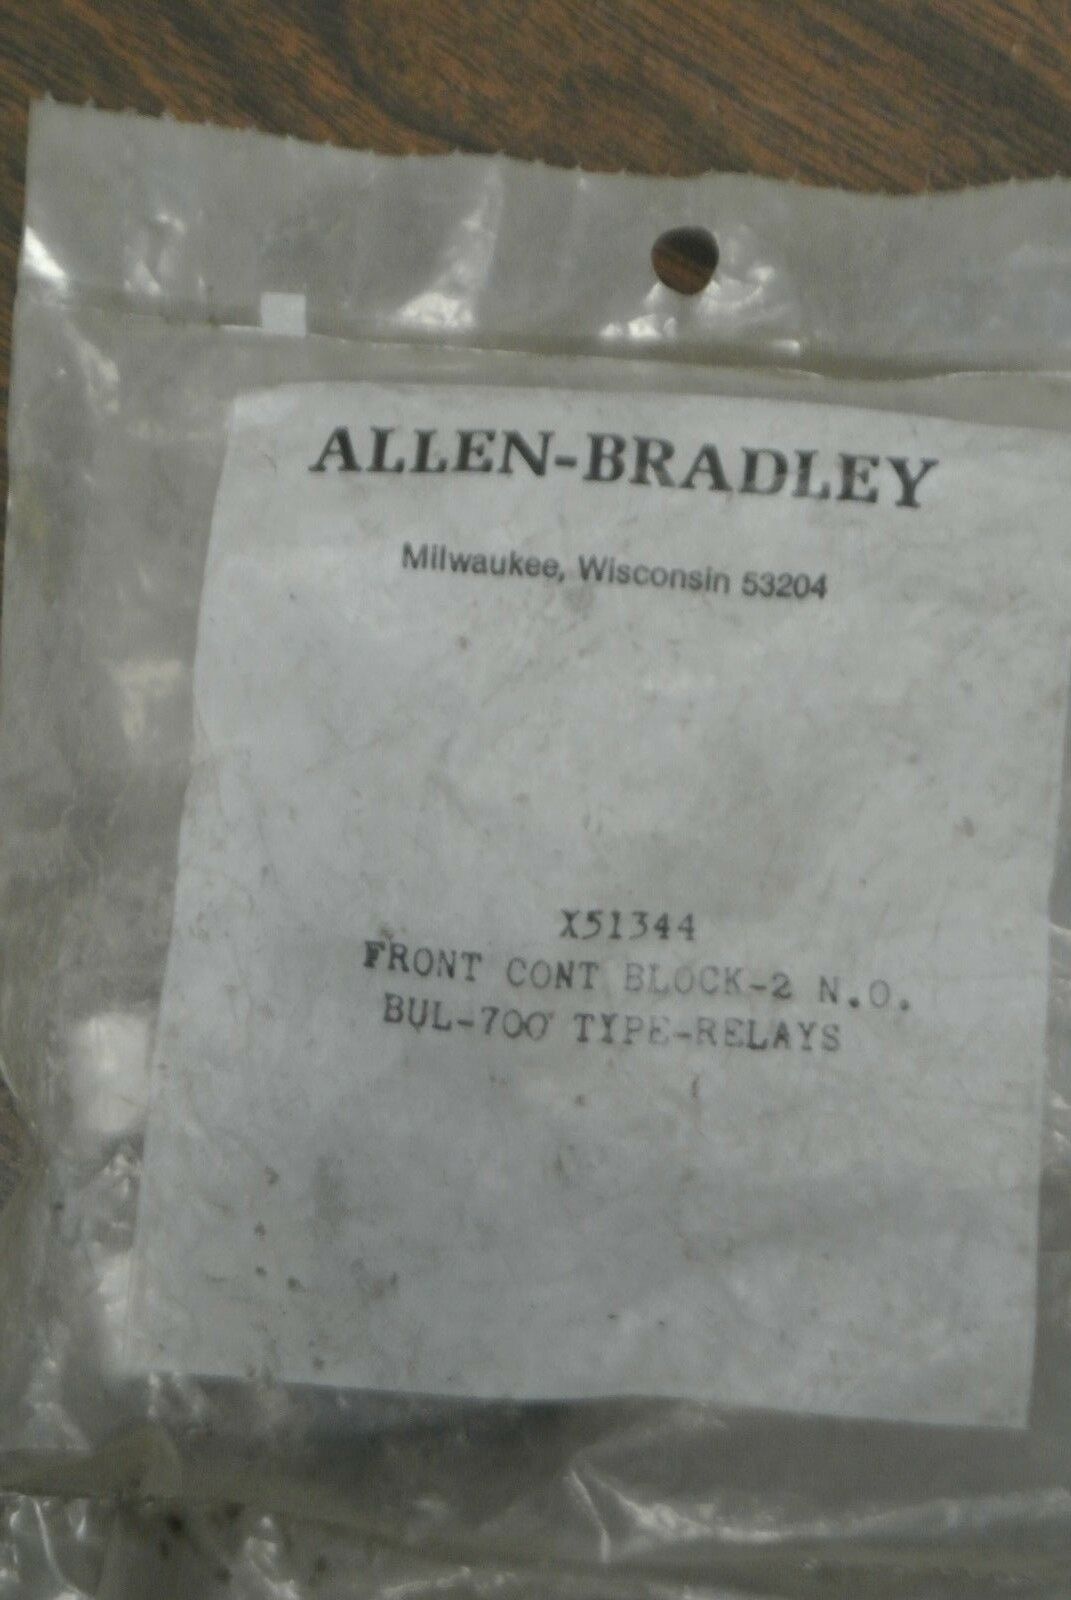 ALLEN-BRADLEY
Milwaukee, Wisconsin 53204
X51344
FRONT CONT BLOCK-2 N.O.
BUL-700 TYPE-RELAYS